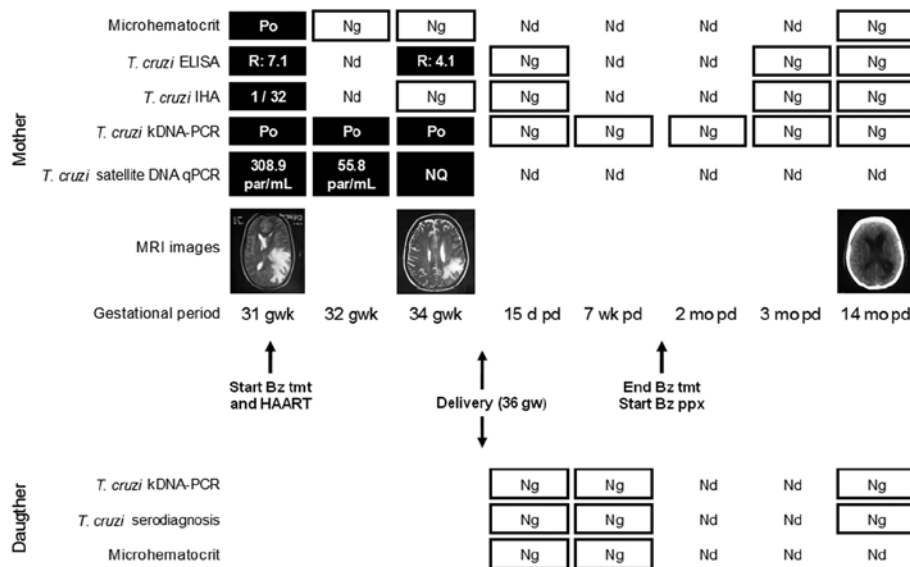 Microhematocrit Po Ng Ng Nd Nd Nd Nd Ng
T. cruzi ELISA R: 7.1 Nd R: 4.1 Ng Nd Nd Ng Ng
T. cruzi IHA 1 / 32 Nd Ng Ng Nd Nd Ng Ng
T. cruzi kDNA-PCR Po Po Po Ng Ng Ng Ng Ng
T. cruzi satellite DNA qPCR 308.9 par/mL 55.8 par/mL NQ Nd Nd Nd Nd Nd
Mother
MRI images
Gestational period 31 gwk 32 gwk 34 gwk 15 d pd 7 wk pd 2 mo pd 3 mo pd 14 mo pd
Start Bz tmt
and HAART
Delivery (36 gw)
End Bz tmt
Start Bz ppx
Daugther
T. cruzi kDNA-PCR Ng Ng Nd Nd Ng
T. cruzi serodiagnosis Ng Ng Nd Nd Ng
Microhematocrit Ng Ng Nd Nd Nd